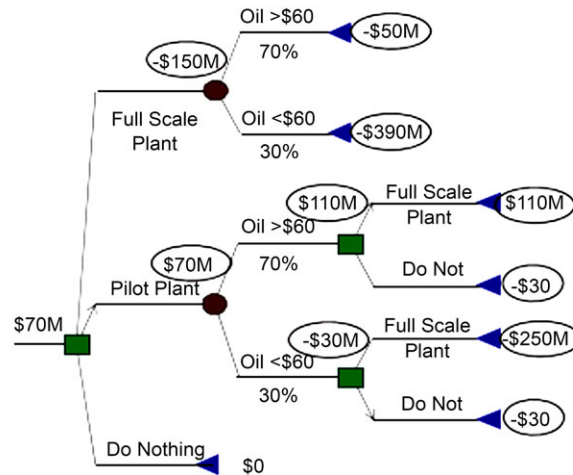 Oil >$60
-$50M
-$150M
70%
Full Scale
Plant
Oil <$60
-$390M
30%
Full Scale
Plant
$110M
$110M
Oil >$60
$70M
70%
Do Not
-$30
Pilot Plant
$70M
Full Scale
Plant
-$30M
-$250M
Oil <$60
30%
Do Not
-$30
Do Nothing
$0